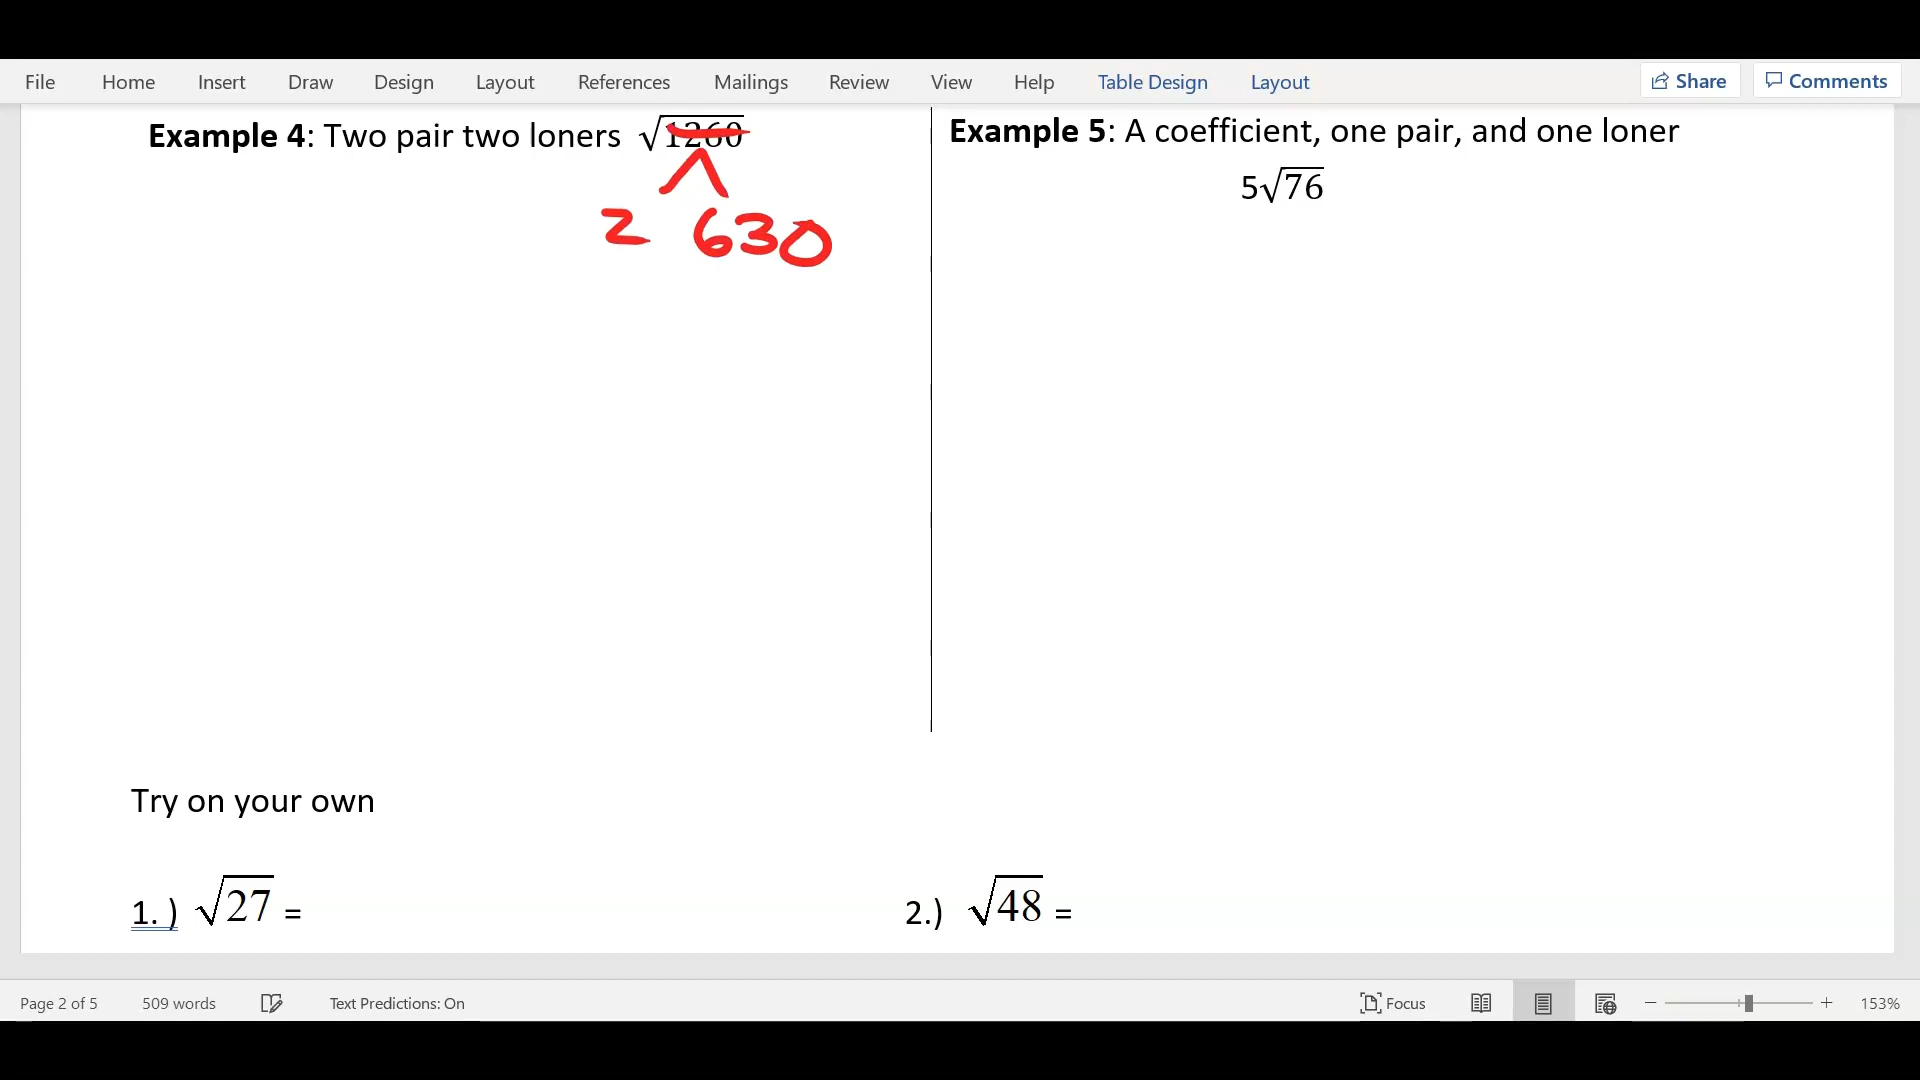 File Home Insert Draw Design Layout References Mailings Review View Help Table Design Layout Share Comments
Example 4: Two pair two loners √1260
2 630
Example 5: A coefficient, one pair, and one loner
5√76
Try on your own
1. ) √27 =
2.) √48 =
Page 2 of 5 509 words Text Predictions: On Focus 153%